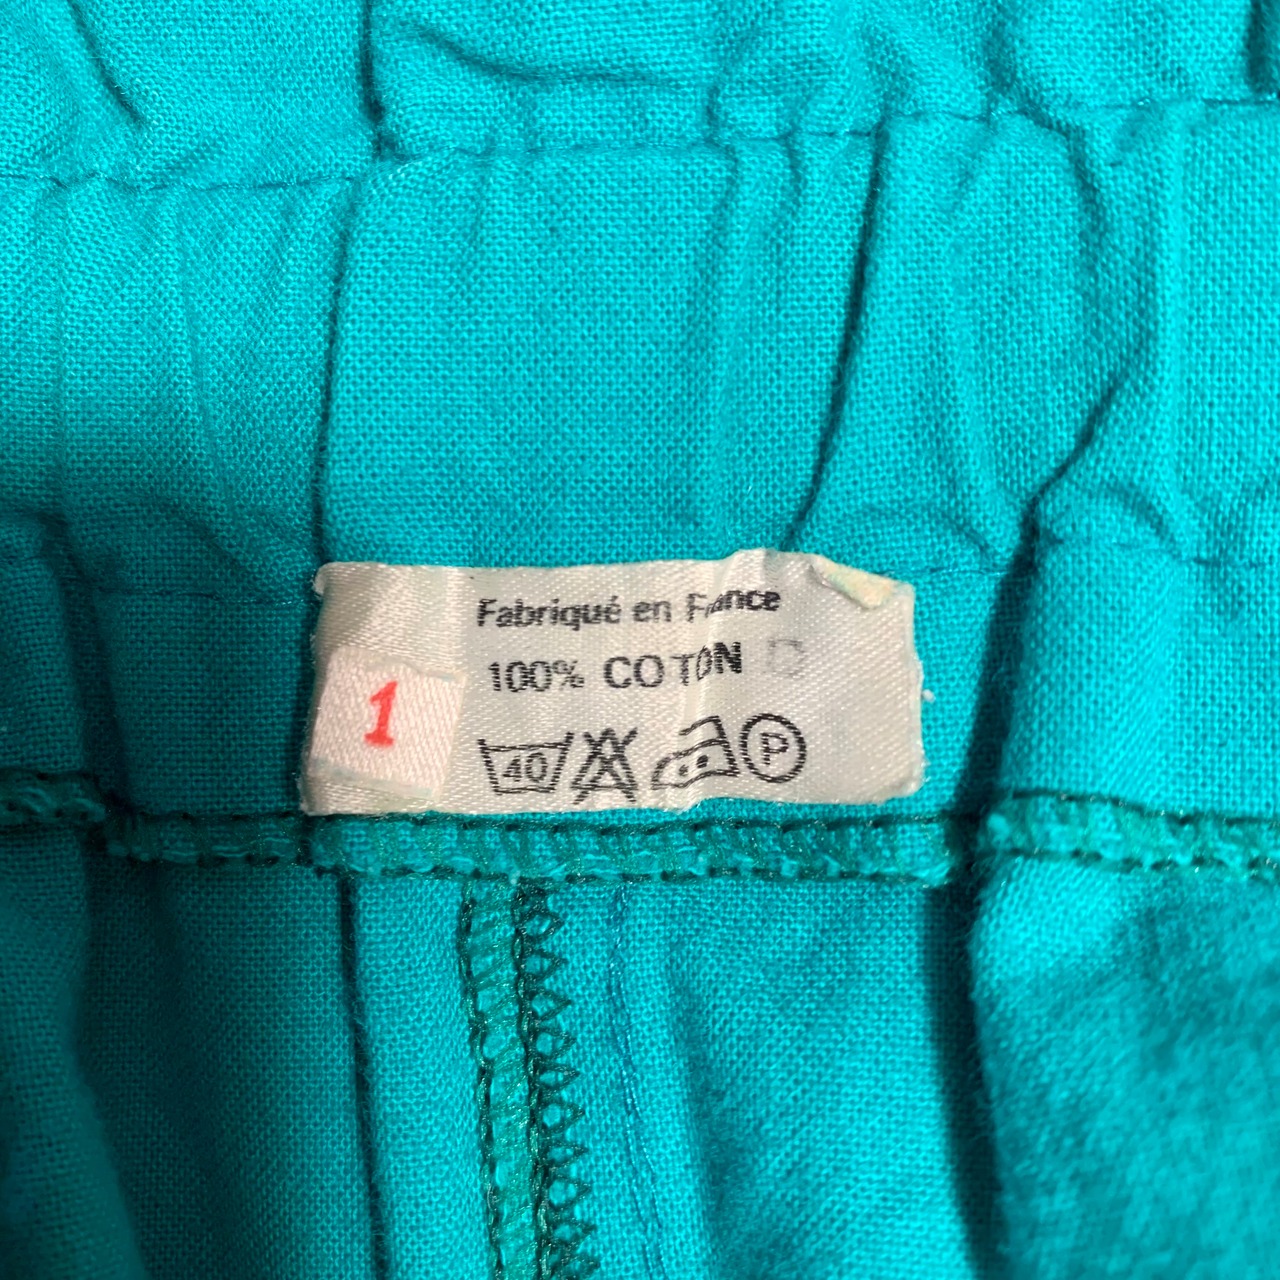 Fabriqué en France
100% COTON D
1
40 P